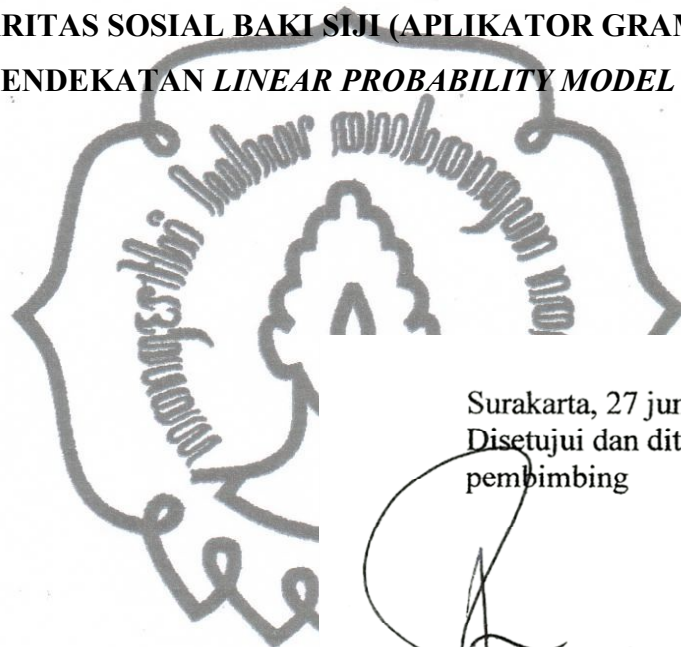 RITAS SOSIAL BAKI SIJI (APLIKATOR GRAM
ENDEKATAN LINEAR PROBABILITY MODEL
Surakarta, 27 jun
Disetujui dan dit
pembimbing